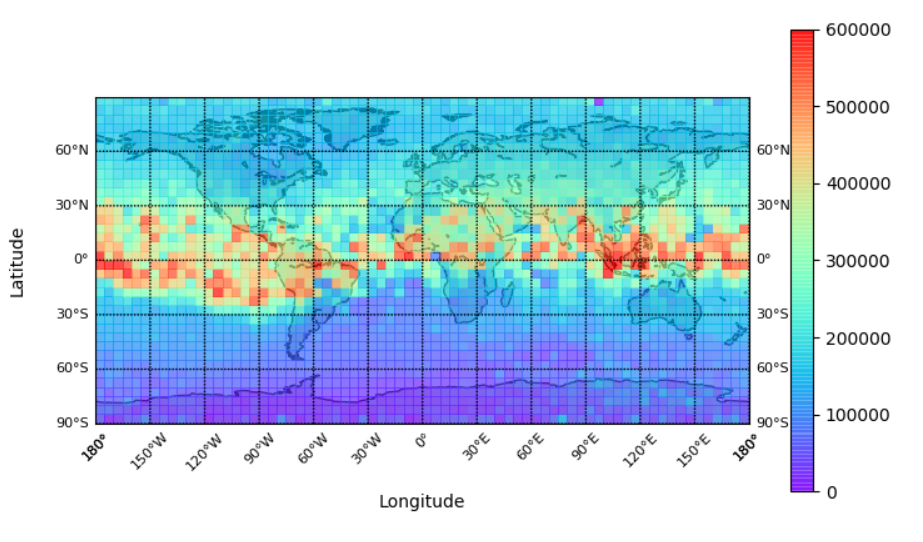 600000
500000
400000
300000
200000
100000
0
Latitude
60°N
30°N
0°
30°S
60°S
90°S
60°N
30°N
0°
30°S
60°S
90°S
180°
150°W
120°W
90°W
60°W
30°W
0°
30°E
60°E
90°E
120°E
150°E
180°
Longitude